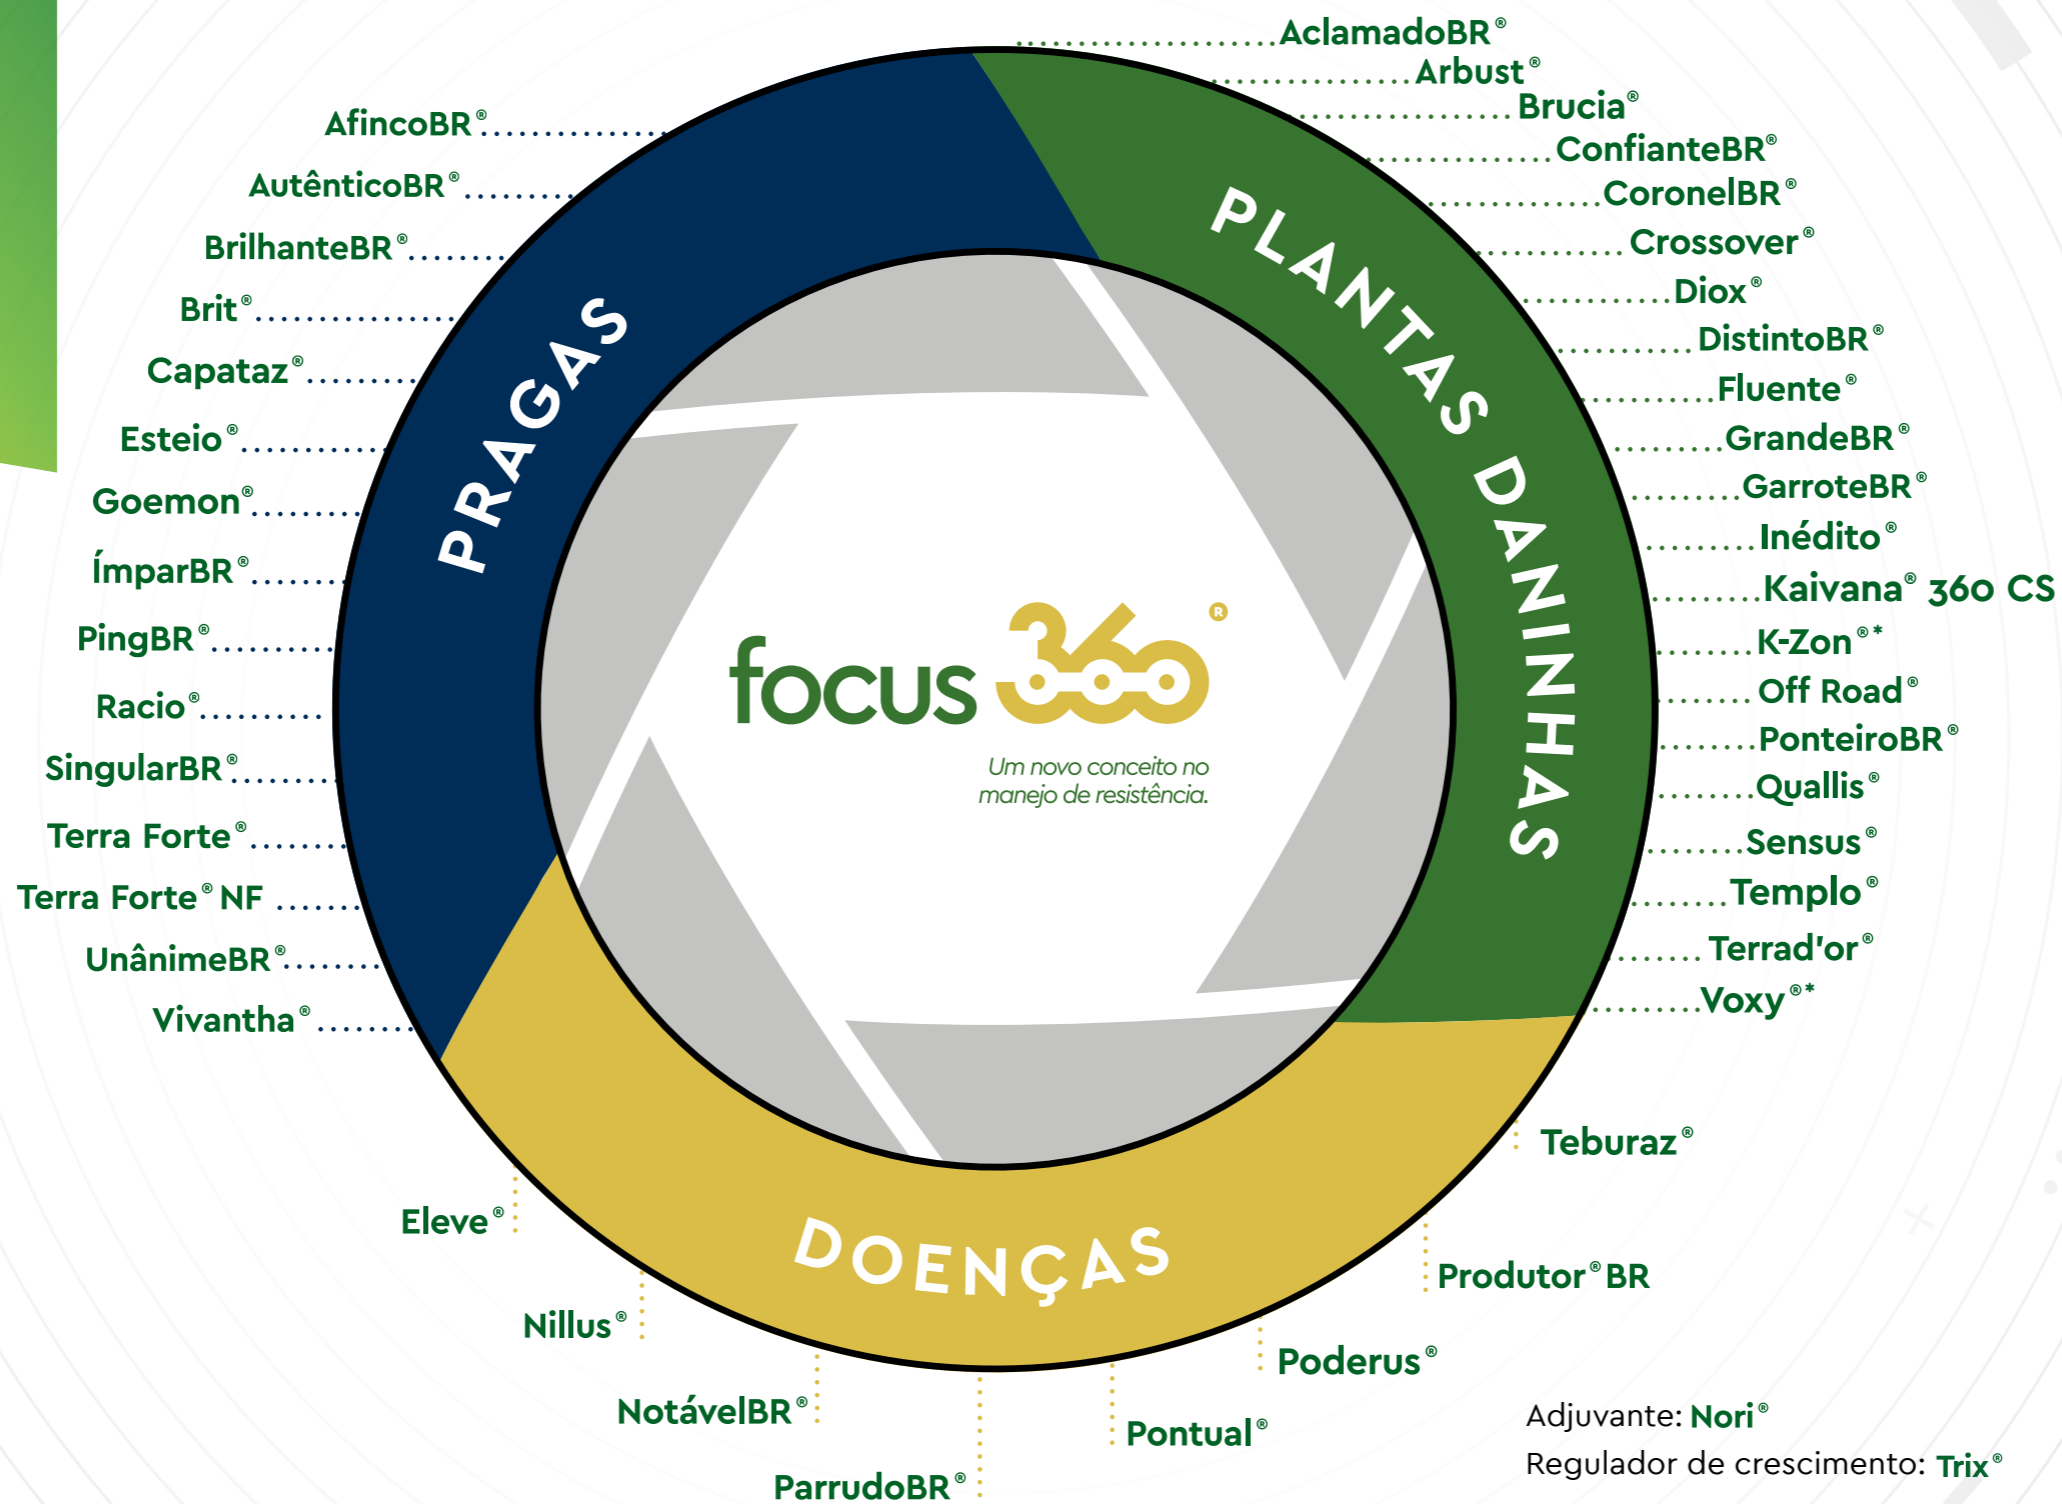 AclamadoBR®
Arbust®
Brucia®
ConfianteBR®
CoronelBR®
Crossover®
Diox®
DistintoBR®
Fluente®
GrandeBR®
GarroteBR®
Inédito®
Kaivana® 360 CS
K-Zon®*
Off Road®
PonteiroBR®
Quallis®
Sensus®
Templo®
Terrad'or®
Voxy®*
PLANTAS DANINHAS
AfincoBR®
AutênticoBR®
BrilhanteBR®
Brit®
Capataz®
Esteio®
Goemon®
ÍmparBR®
PingBR®
Racio®
SingularBR®
Terra Forte®
Terra Forte® NF
UnânimeBR®
Vivantha®
PRAGAS
focus 360®
Um novo conceito no
manejo de resistência.
DOENÇAS
Eleve®
Nillus®
NotávelBR®
ParrudoBR®
Pontual®
Poderus®
Produtor® BR
Teburaz®
Adjuvante: Nori®
Regulador de crescimento: Trix®